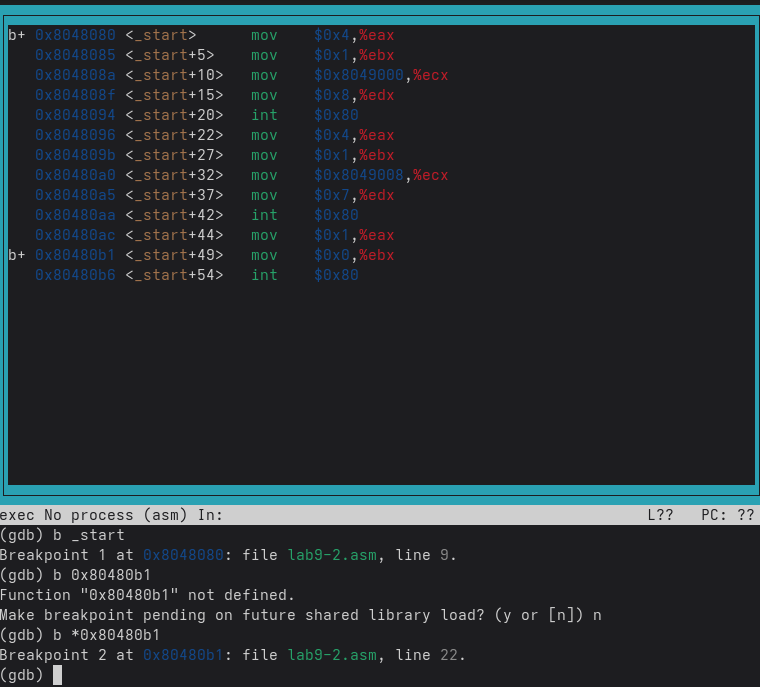 b+ 0x8048080 <_start>      mov    $0x4,%eax
   0x8048085 <_start+5>    mov    $0x1,%ebx
   0x804808a <_start+10>   mov    $0x8049000,%ecx
   0x804808f <_start+15>   mov    $0x8,%edx
   0x8048094 <_start+20>   int    $0x80
   0x8048096 <_start+22>   mov    $0x4,%eax
   0x804809b <_start+27>   mov    $0x1,%ebx
   0x80480a0 <_start+32>   mov    $0x8049008,%ecx
   0x80480a5 <_start+37>   mov    $0x7,%edx
   0x80480aa <_start+42>   int    $0x80
   0x80480ac <_start+44>   mov    $0x1,%eax
b+ 0x80480b1 <_start+49>   mov    $0x0,%ebx
   0x80480b6 <_start+54>   int    $0x80
exec No process (asm) In:                                               L??   PC: ??
(gdb) b _start
Breakpoint 1 at 0x8048080: file lab9-2.asm, line 9.
(gdb) b 0x80480b1
Function "0x80480b1" not defined.
Make breakpoint pending on future shared library load? (y or [n]) n
(gdb) b *0x80480b1
Breakpoint 2 at 0x80480b1: file lab9-2.asm, line 22.
(gdb)